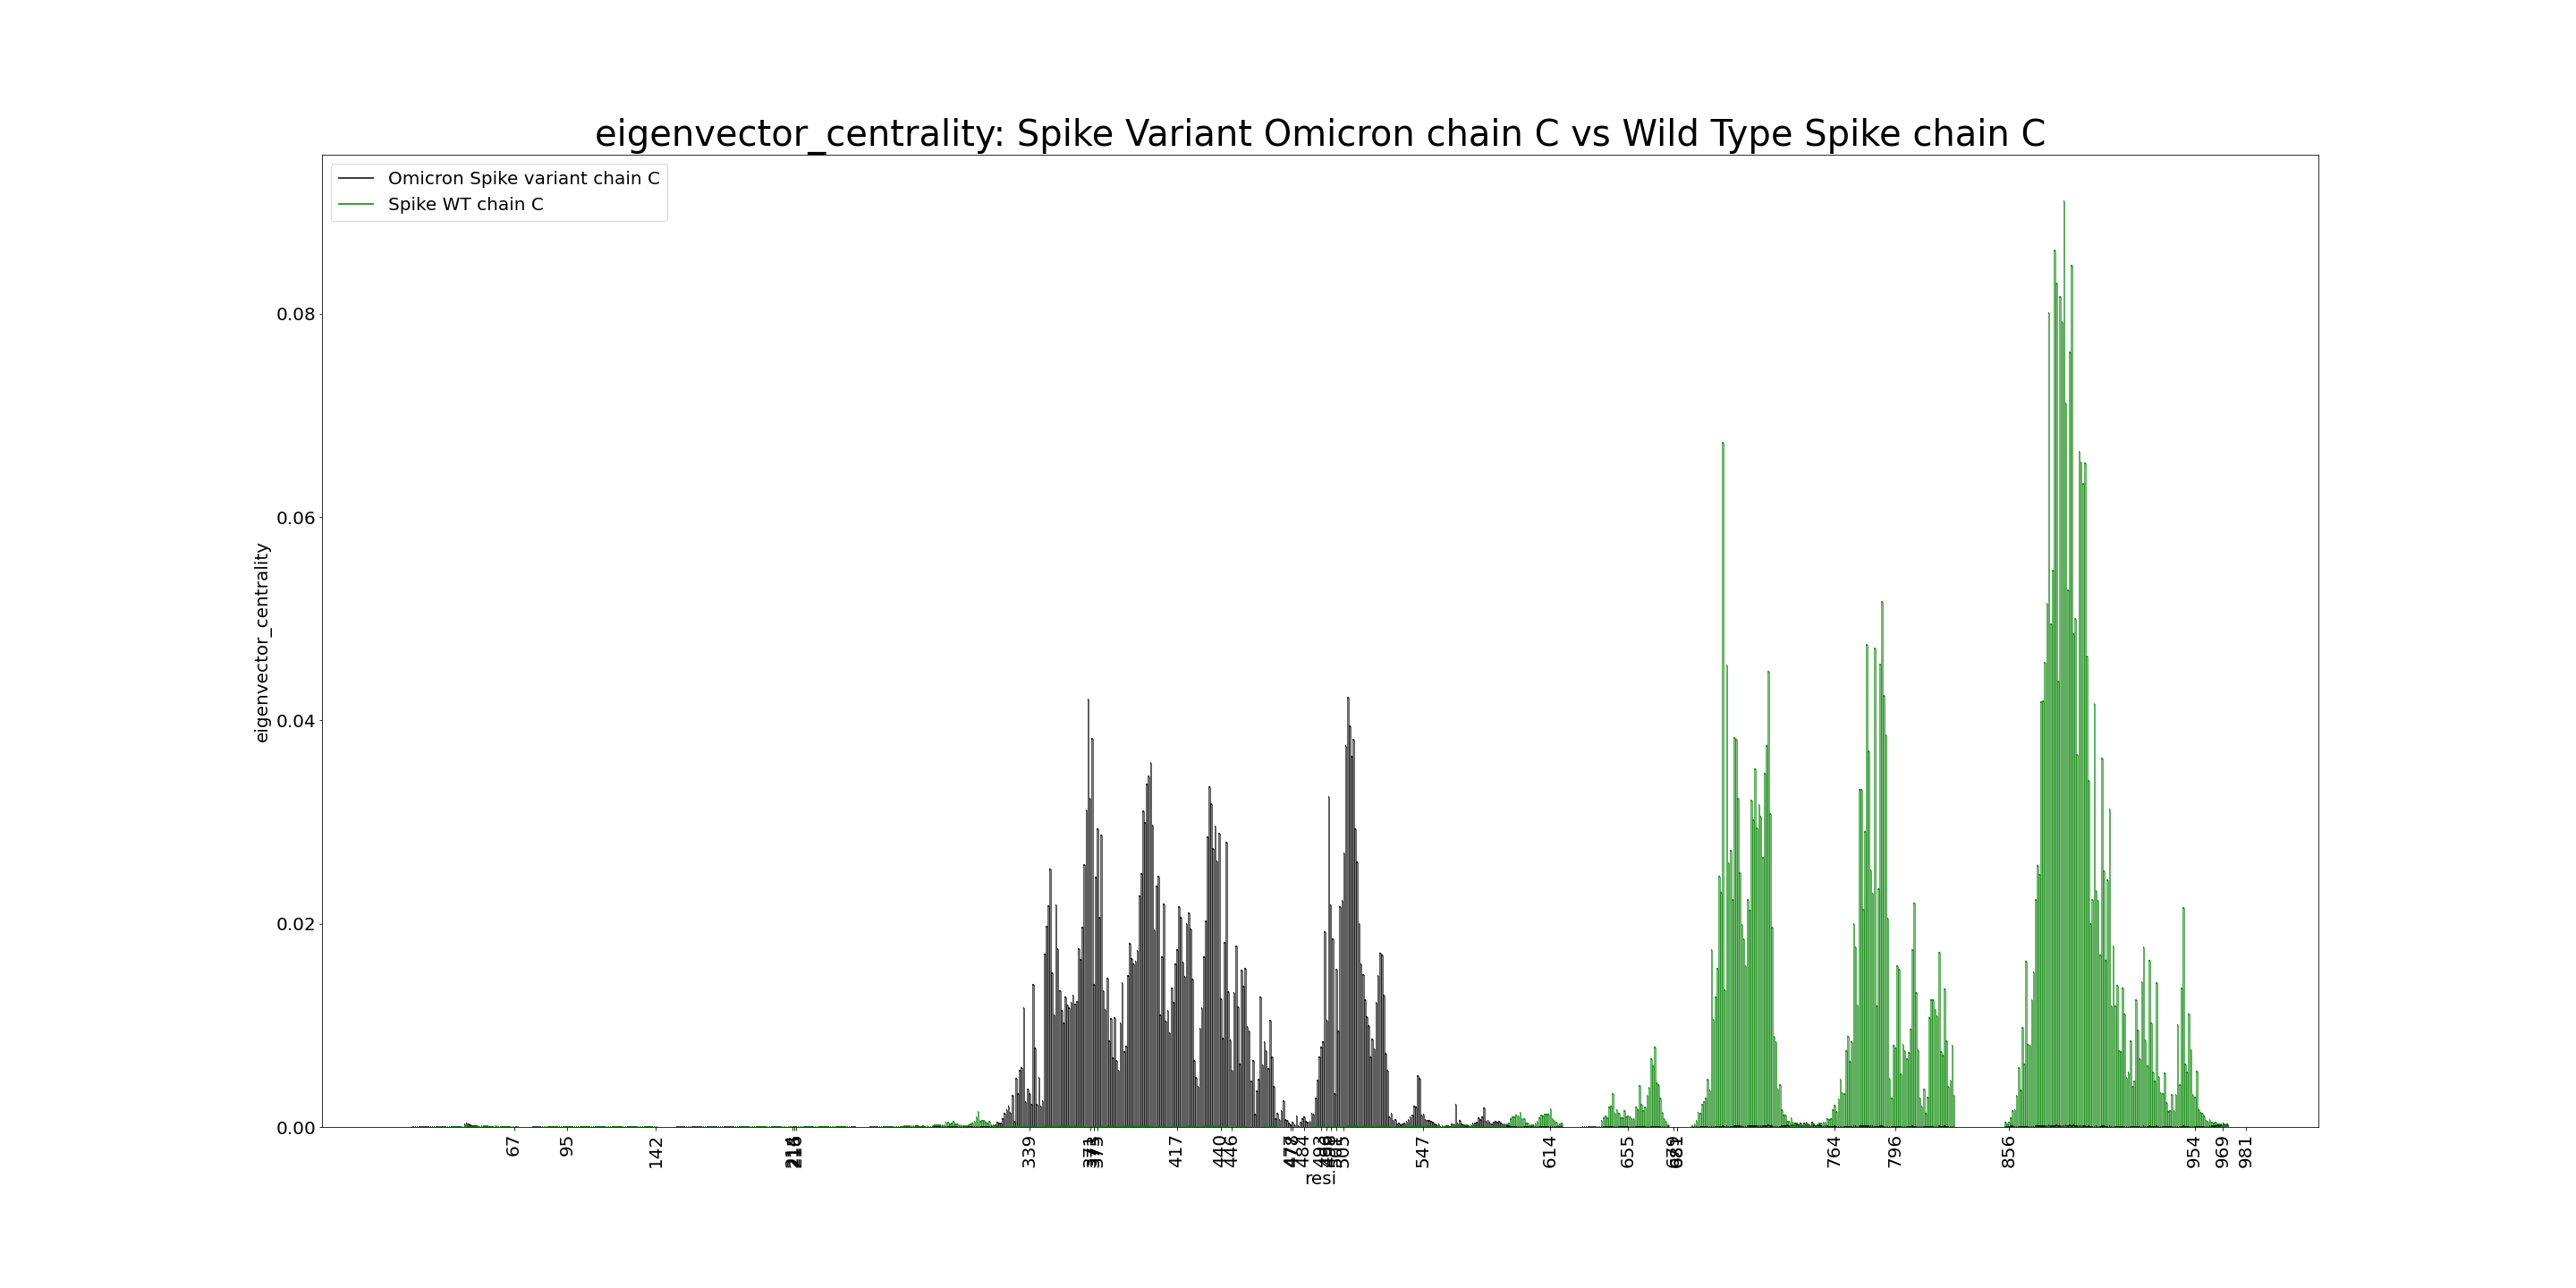 eigenvector_centrality: Spike Variant Omicron chain C vs Wild Type Spike chain C
Omicron Spike variant chain C
Spike WT chain C
0.08
0.06
0.04
0.02
0.00
eigenvector_centrality
67 95 142 339 417 440 446 484 505 547 614 655 681 764 796 856 954 969 981
resi